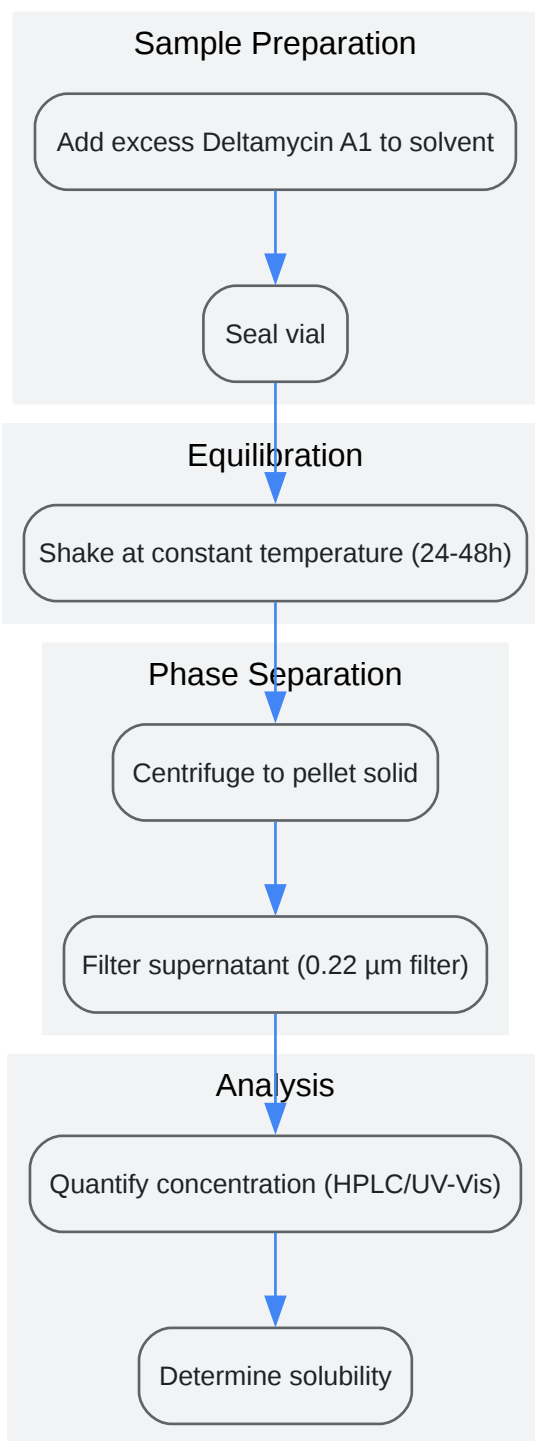 Sample Preparation
Add excess Deltamycin A1 to solvent
Seal vial
Equilibration
Shake at constant temperature (24-48h)
Phase Separation
Centrifuge to pellet solid
Filter supernatant (0.22 µm filter)
Analysis
Quantify concentration (HPLC/UV-Vis)
Determine solubility